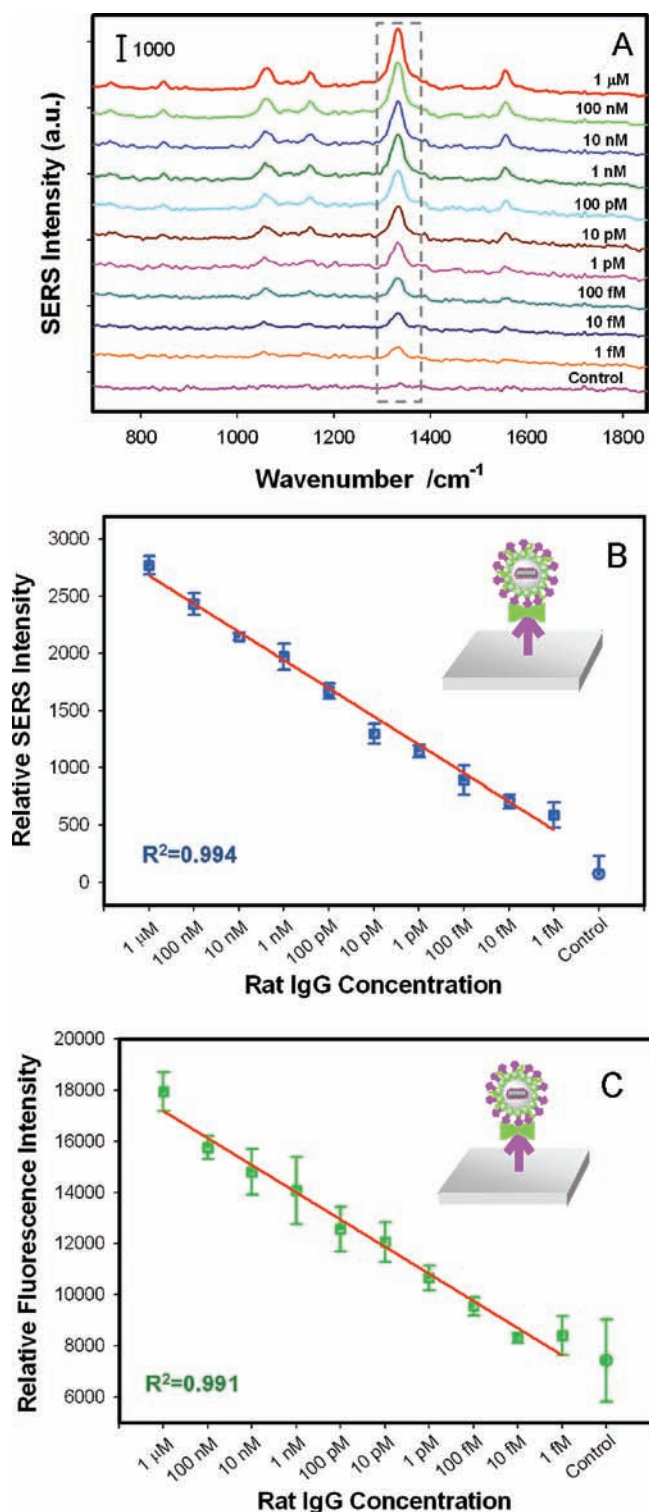 1000
A
1 µM
100 nM
10 nM
1 nM
100 pM
10 pM
1 pM
100 fM
10 fM
1 fM
Control
SERS Intensity (a.u.)
800 1000 1200 1400 1600 1800
Wavenumber /cm⁻¹
B
3000
2500
2000
1500
1000
500
0
Relative SERS Intensity
R²=0.994
1 µM 100 nM 10 nM 1 nM 100 pM 10 pM 1 pM 100 fM 10 fM 1 fM Control
Rat IgG Concentration
C
20000
18000
16000
14000
12000
10000
8000
6000
Relative Fluorescence Intensity
R²=0.991
1 µM 100 nM 10 nM 1 nM 100 pM 10 pM 1 pM 100 fM 10 fM 1 fM Control
Rat IgG Concentration